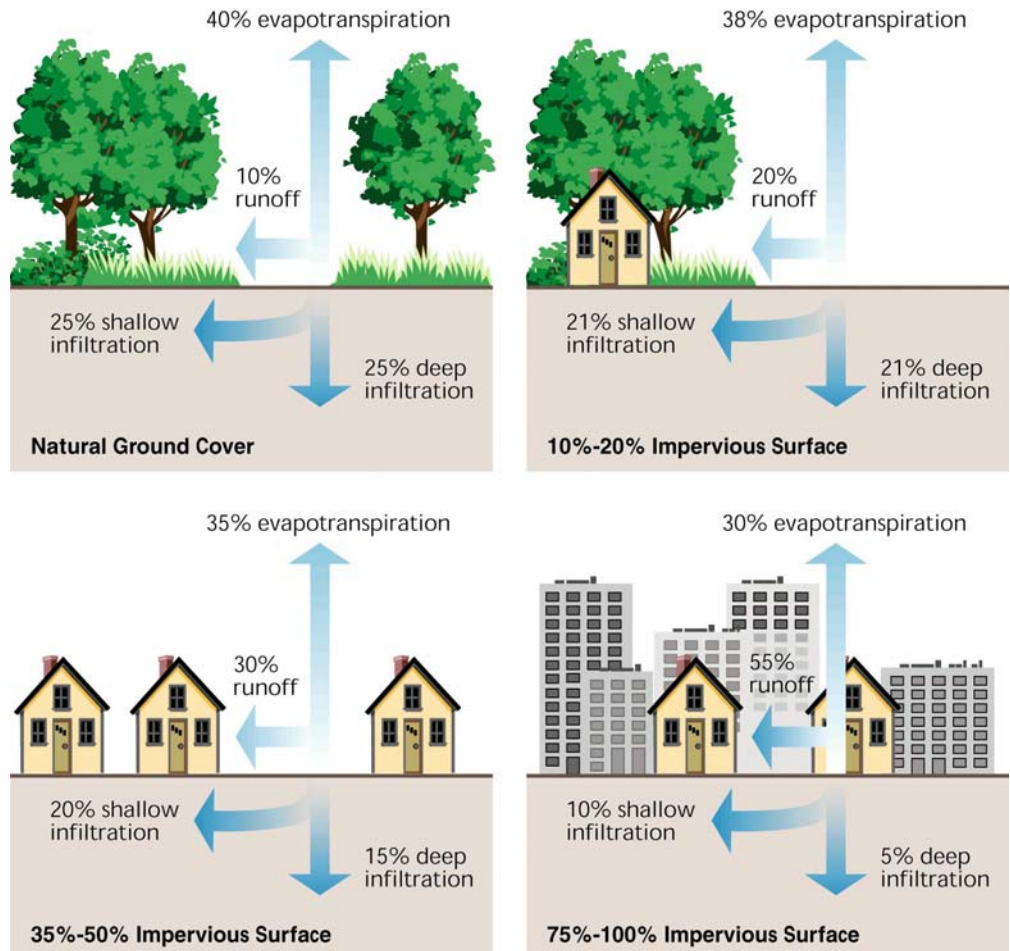 40% evapotranspiration
10%
runoff
25% shallow
infiltration
25% deep
infiltration
Natural Ground Cover
38% evapotranspiration
20%
runoff
21% shallow
infiltration
21% deep
infiltration
10%-20% Impervious Surface
35% evapotranspiration
30%
runoff
20% shallow
infiltration
15% deep
infiltration
35%-50% Impervious Surface
30% evapotranspiration
55%
runoff
10% shallow
infiltration
5% deep
infiltration
75%-100% Impervious Surface